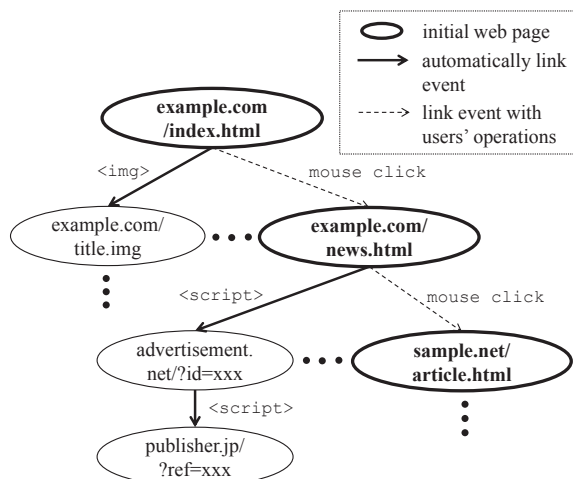 initial web page
automatically link
event
link event with
users' operations
example.com
/index.html
<img>
mouse click
example.com/
title.img
example.com/
news.html
<script>
mouse click
advertisement.
net/?id=xxx
sample.net/
article.html
<script>
publisher.jp/
?ref=xxx